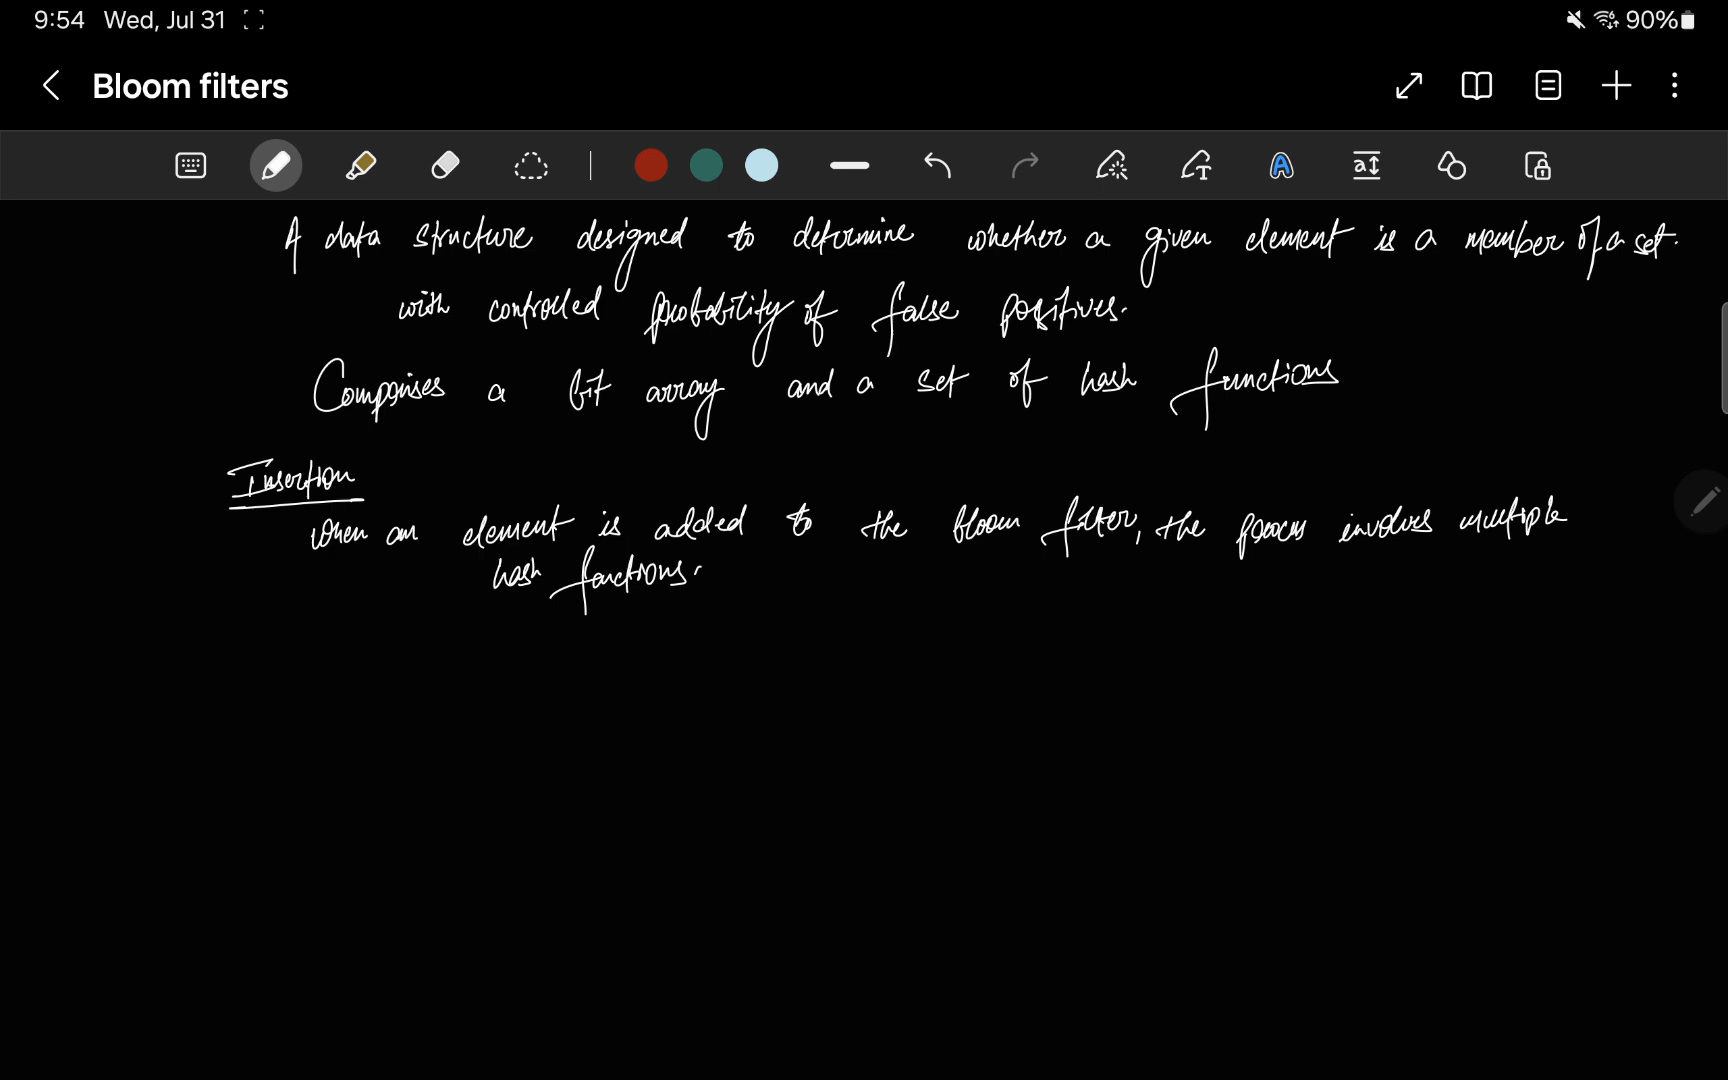 9:54 Wed, Jul 31 90%
Bloom filters
A data structure designed to determine whether a given element is a member of a set.
with controlled probability of false positives.
Comprises a bit array and a set of hash functions
Insertion
When an element is added to the bloom filter, the process involves multiple
hash functions.